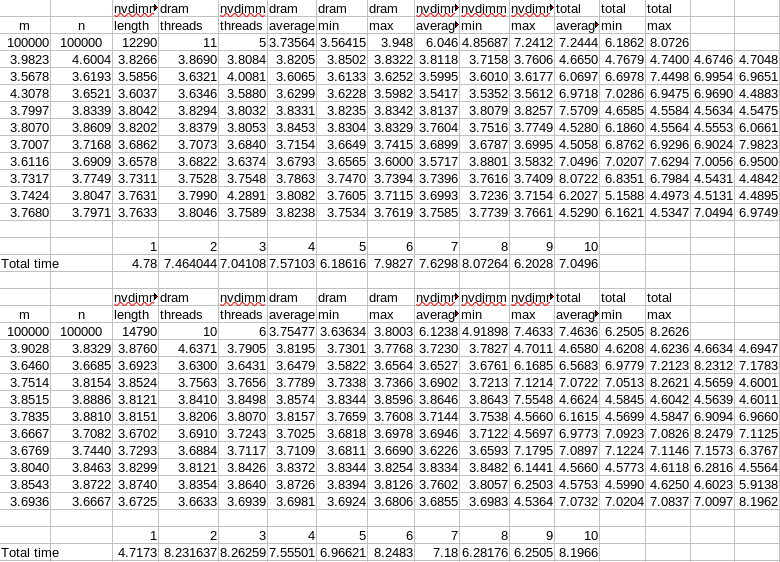 nvdimm dram nvdimm dram dram dram nvdimm nvdimm nvdimm total total total
m n length threads threads average min max average min max average min max
100000 100000 12290 11 5 3.73564 3.56415 3.948 6.046 4.85687 7.2412 7.2444 6.1862 8.0726
3.9823 4.6004 3.8266 3.8690 3.8084 3.8205 3.8502 3.8322 3.8118 3.7158 3.7606 4.6650 4.7679 4.7400 4.6746 4.7048
3.5678 3.6193 3.5856 3.6321 4.0081 3.6065 3.6133 3.6252 3.5995 3.6010 3.6177 6.0697 6.6978 7.4498 6.9954 6.9651
4.3078 3.6521 3.6037 3.6346 3.5880 3.6299 3.6228 3.5982 3.5417 3.5352 3.5612 6.9718 7.0286 6.9475 6.9690 4.4883
3.7997 3.8339 3.8042 3.8294 3.8032 3.8331 3.8235 3.8342 3.8137 3.8079 3.8257 5.7509 4.6585 4.5584 4.5634 4.5475
3.8070 3.8609 3.8202 3.8379 3.8053 3.8453 3.8304 3.8329 3.7604 3.7516 3.7749 4.5280 6.1860 4.5564 4.5553 6.0661
3.7007 3.7168 3.6862 3.7073 3.6840 3.7154 3.6649 3.7415 3.6899 3.6787 3.6995 4.5058 6.8762 6.9296 6.9024 7.9823
3.6116 3.6909 3.6578 3.6822 3.6374 3.6793 3.6565 3.6000 3.5717 3.8801 3.5832 7.0496 7.0207 7.6294 7.0056 6.9500
3.7317 3.7749 3.7311 3.7528 3.7548 3.7863 3.7470 3.7394 3.7396 3.7616 3.7409 8.0722 6.8351 6.7984 4.5431 4.4842
3.7424 3.8047 3.7631 3.7990 4.2891 3.8082 3.7605 3.7115 3.6993 3.7236 3.7154 6.2027 5.1588 4.4973 4.5131 4.4895
3.7680 3.7971 3.7633 3.8046 3.7589 3.8238 3.7534 3.7619 3.7585 3.7739 3.7661 4.5290 6.1621 4.5347 7.0494 6.9749
1 2 3 4 5 6 7 8 9 10
Total time 4.78 7.464044 7.04108 7.57103 6.18616 7.9827 7.6298 8.07264 6.2028 7.0496
nvdimm dram nvdimm dram dram dram nvdimm nvdimm nvdimm total total total
m n length threads threads average min max average min max average min max
100000 100000 14790 10 6 3.75477 3.63634 3.8003 6.1238 4.91898 7.4633 7.4636 6.2505 8.2626
3.9028 3.8329 3.8760 4.6371 3.7905 3.8195 3.7301 3.7768 3.7230 3.7827 4.7011 4.6580 4.6208 4.6236 4.6634 4.6947
3.6460 3.6685 3.6923 3.6300 3.6431 3.6479 3.5822 3.6564 3.6527 3.6761 6.1685 6.5683 6.9779 7.2123 8.2312 7.1783
3.7514 3.8154 3.8524 3.7563 3.7656 3.7789 3.7338 3.7366 3.6902 3.7213 7.1214 7.0722 7.0513 8.2621 4.5659 4.6001
3.8515 3.8886 3.8121 3.8410 3.8498 3.8574 3.8344 3.8596 3.8646 3.8643 7.5548 4.6624 4.5845 4.6042 4.5639 4.6011
3.7835 3.8810 3.8151 3.8206 3.8070 3.8157 3.7659 3.7608 3.7144 3.7538 4.5660 6.1615 4.5699 4.5847 6.9094 6.9660
3.6667 3.7082 3.6702 3.6910 3.7243 3.7025 3.6818 3.6978 3.6946 3.7122 4.5697 6.9773 7.0923 7.0826 8.2479 7.1125
3.6769 3.7440 3.7293 3.6884 3.7117 3.7109 3.6811 3.6690 3.6226 3.6593 7.1795 7.0897 7.1224 7.1146 7.1573 6.3767
3.8040 3.8463 3.8299 3.8121 3.8426 3.8372 3.8344 3.8254 3.8334 3.8482 6.1441 4.5660 4.5773 4.6118 6.2816 4.5564
3.8543 3.8722 3.8740 3.8354 3.8640 3.8726 3.8394 3.8126 3.7602 3.8057 6.2503 4.5753 4.5990 4.6250 4.6023 5.9138
3.6936 3.6667 3.6725 3.6633 3.6939 3.6981 3.6924 3.6806 3.6855 3.6983 4.5364 7.0732 7.0204 7.0837 7.0097 8.1962
1 2 3 4 5 6 7 8 9 10
Total time 4.7173 8.231637 8.26259 7.55501 6.96621 8.2483 7.18 6.28176 6.2505 8.1966